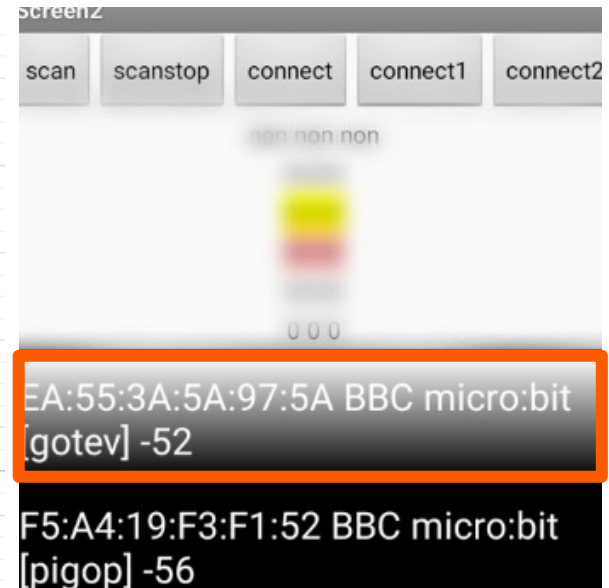 Screen2
scan scanstop connect connect1 connect2
non non non
0 0 0
EA:55:3A:5A:97:5A BBC micro:bit
[gotev] -52
F5:A4:19:F3:F1:52 BBC micro:bit
[pigop] -56